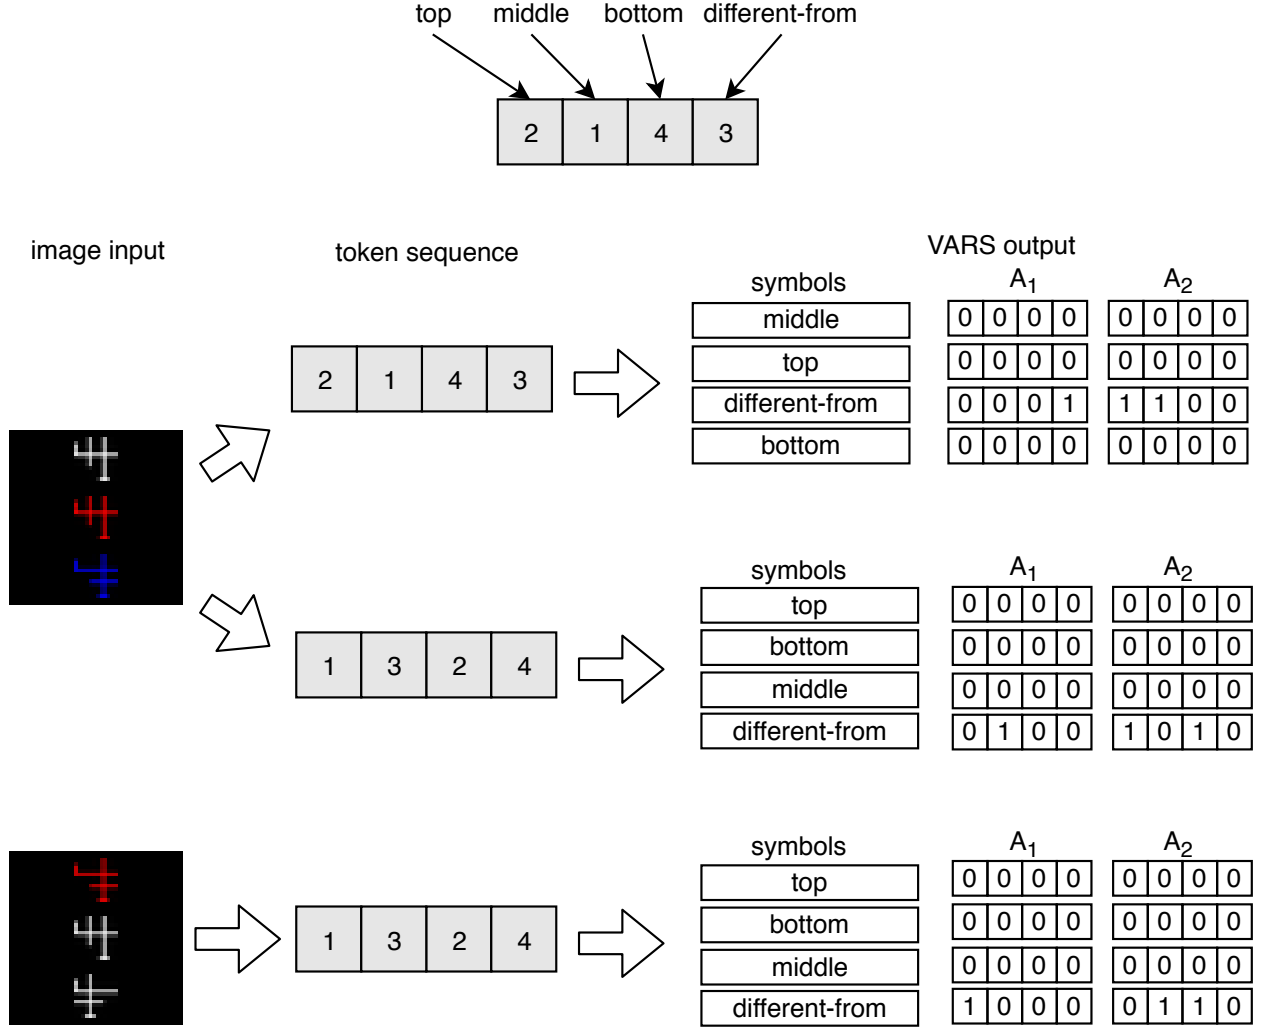 top middle bottom different-from
2 1 4 3
image input token sequence VARS output
symbols A1 A2
middle 0 0 0 0 0 0 0 0
top 0 0 0 0 0 0 0 0
2 1 4 3
different-from 0 0 0 1 1 1 0 0
bottom 0 0 0 0 0 0 0 0
symbols A1 A2
top 0 0 0 0 0 0 0 0
bottom 0 0 0 0 0 0 0 0
1 3 2 4
middle 0 0 0 0 0 0 0 0
different-from 0 1 0 0 1 0 1 0
symbols A1 A2
top 0 0 0 0 0 0 0 0
bottom 0 0 0 0 0 0 0 0
1 3 2 4
middle 0 0 0 0 0 0 0 0
different-from 1 0 0 0 0 1 1 0